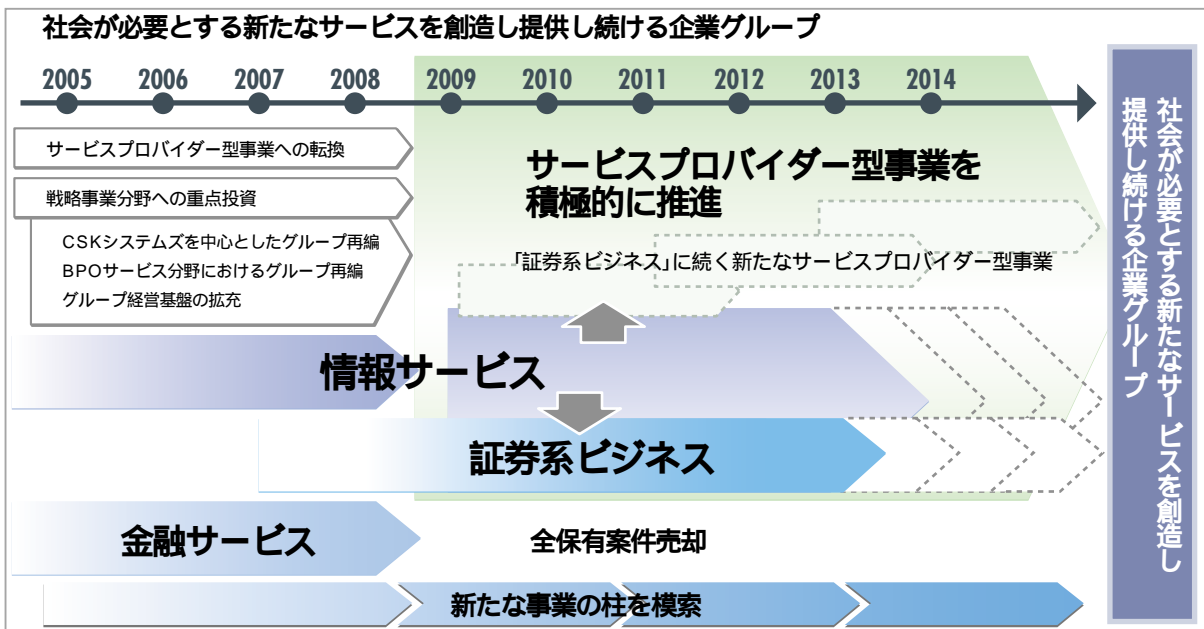 社会が必要とする新たなサービスを創造し提供し続ける企業グループ
2005 2006 2007 2008 2009 2010 2011 2012 2013 2014
サービスプロバイダー型事業への転換
戦略事業分野への重点投資
CSKシステムズを中心としたグループ再編
BPOサービス分野におけるグループ再編
グループ経営基盤の拡充
サービスプロバイダー型事業を
積極的に推進
「証券系ビジネス」に続く新たなサービスプロバイダー型事業
情報サービス
証券系ビジネス
金融サービス
全保有案件売却
新たな事業の柱を模索
社会が必要とする新たなサービスを創造し
提供し続ける企業グループ